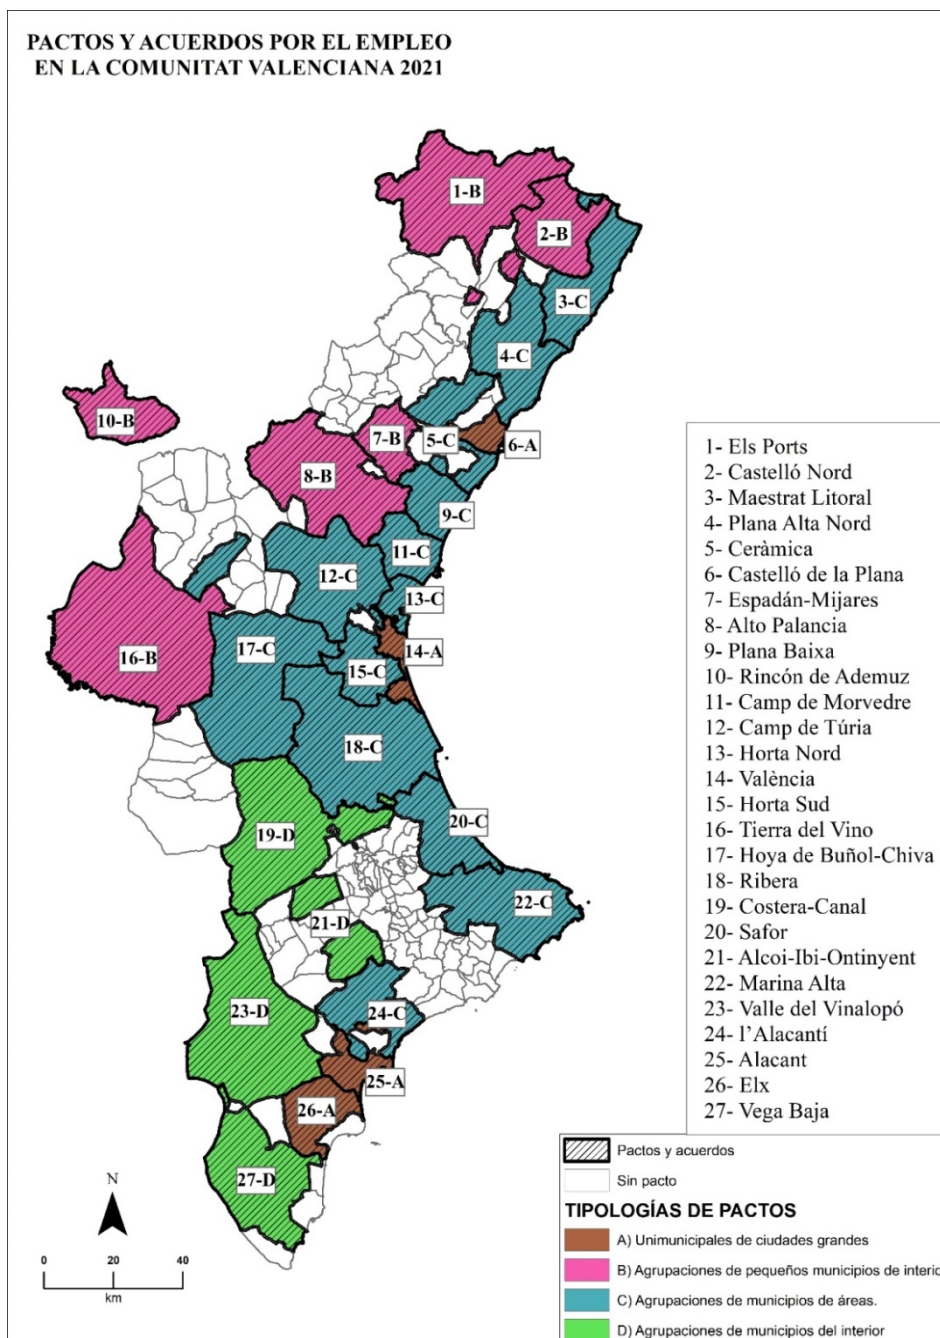 PACTOS Y ACUERDOS POR EL EMPLEO
EN LA COMUNITAT VALENCIANA 2021
1-B
2-B
3-C
4-C
10-B
7-B
5-C
6-A
8-B
9-C
11-C
12-C
13-C
17-C
14-A
16-B
15-C
18-C
19-D
20-C
22-C
21-D
23-D
24-C
25-A
26-A
27-D
1- Els Ports
2- Castelló Nord
3- Maestrat Litoral
4- Plana Alta Nord
5- Ceràmica
6- Castelló de la Plana
7- Espadán-Mijares
8- Alto Palancia
9- Plana Baixa
10- Rincón de Ademuz
11- Camp de Morvedre
12- Camp de Túria
13- Horta Nord
14- València
15- Horta Sud
16- Tierra del Vino
17- Hoya de Buñol-Chiva
18- Ribera
19- Costera-Canal
20- Safor
21- Alcoi-Ibi-Ontinyent
22- Marina Alta
23- Valle del Vinalopó
24- l'Alacantí
25- Alacant
26- Elx
27- Vega Baja
Pactos y acuerdos
Sin pacto
TIPOLOGÍAS DE PACTOS
A) Unimunicipales de ciudades grandes
B) Agrupaciones de pequeños municipios de interio
C) Agrupaciones de municipios de áreas.
D) Agrupaciones de municipios del interior
N
0 20 40
km